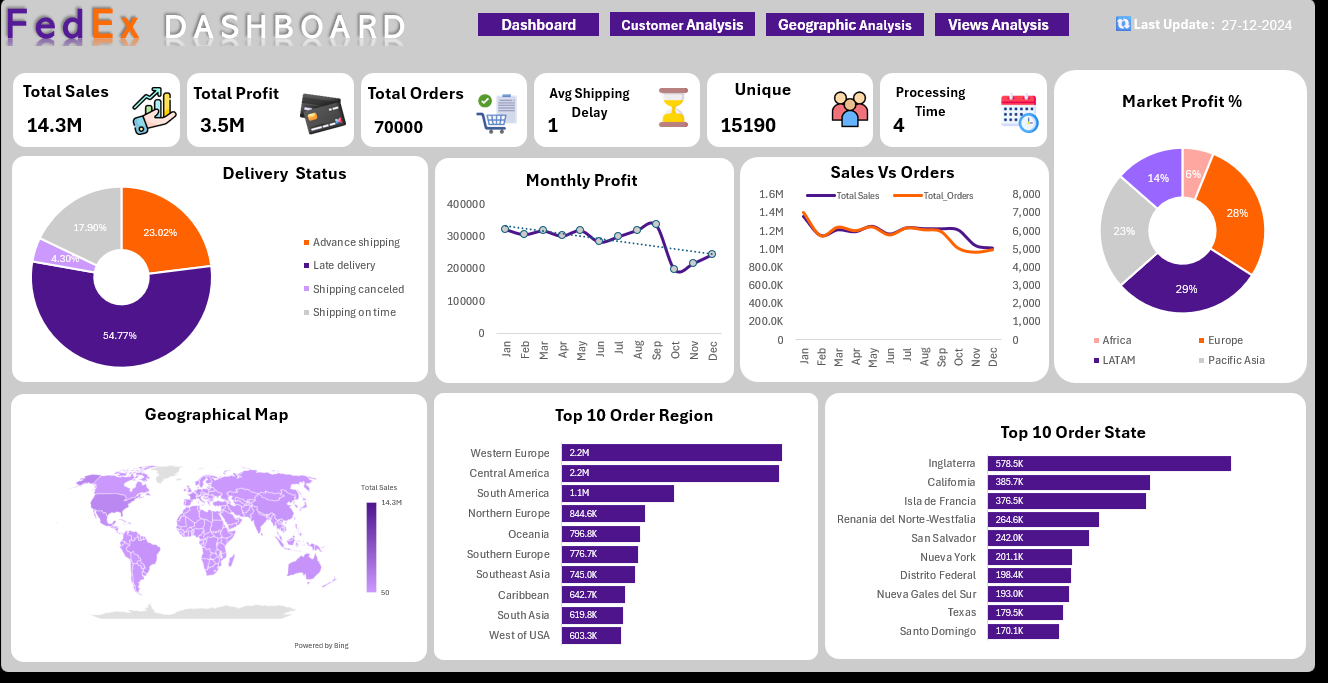 FedEx DASHBOARD
Dashboard
Customer Analysis
Geographic Analysis
Views Analysis
Last Update : 27-12-2024
Total Sales
14.3M
Total Profit
3.5M
Total Orders
70000
Avg Shipping
Delay
1
Unique
15190
Processing
Time
4
Market Profit %
6%
28%
29%
23%
14%
Africa
Europe
LATAM
Pacific Asia
Delivery Status
23.02%
54.77%
4.30%
17.90%
Advance shipping
Late delivery
Shipping canceled
Shipping on time
Monthly Profit
400000
300000
200000
100000
0
Jan
Feb
Mar
Apr
May
Jun
Jul
Aug
Sep
Oct
Nov
Dec
Sales Vs Orders
Total Sales
Total_Orders
1.6M
1.4M
1.2M
1.0M
800.0K
600.0K
400.0K
200.0K
0
8,000
7,000
6,000
5,000
4,000
3,000
2,000
1,000
0
Jan
Feb
Mar
Apr
May
Jun
Jul
Aug
Sep
Oct
Nov
Dec
Geographical Map
Total Sales
14.3M
50
Powered by Bing
Top 10 Order Region
Western Europe 2.2M
Central America 2.2M
South America 1.1M
Northern Europe 844.6K
Oceania 796.8K
Southern Europe 776.7K
Southeast Asia 745.0K
Caribbean 642.7K
South Asia 619.8K
West of USA 603.3K
Top 10 Order State
Inglaterra 578.5K
California 385.7K
Isla de Francia 376.5K
Renania del Norte-Westfalia 264.6K
San Salvador 242.0K
Nueva York 201.1K
Distrito Federal 198.4K
Nueva Gales del Sur 193.0K
Texas 179.5K
Santo Domingo 170.1K